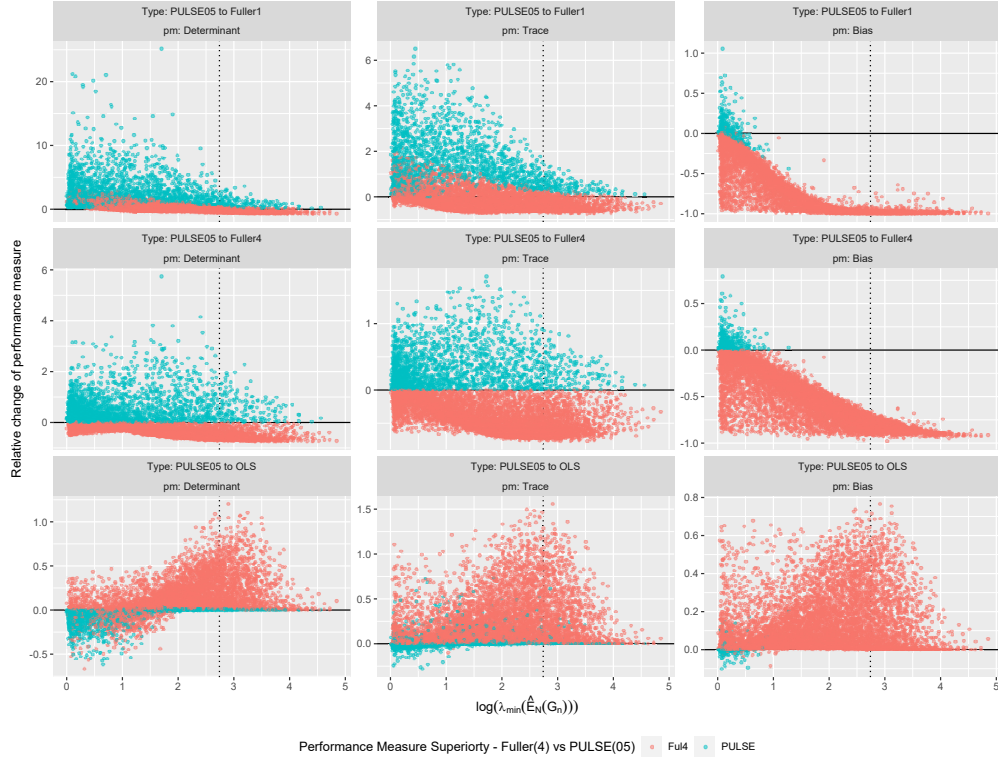 Type: PULSE05 to Fuller1
Type: PULSE05 to Fuller1
Type: PULSE05 to Fuller1
pm: Determinant
pm: Trace
pm: Bias
20
10
0
6
4
2
0
1.0
0.5
0.0
-0.5
-1.0
Type: PULSE05 to Fuller4
Type: PULSE05 to Fuller4
Type: PULSE05 to Fuller4
pm: Determinant
pm: Trace
pm: Bias
6
4
2
0
1
0
0.5
0.0
-0.5
-1.0
Relative change of performance measure
Type: PULSE05 to OLS
Type: PULSE05 to OLS
Type: PULSE05 to OLS
pm: Determinant
pm: Trace
pm: Bias
1.0
0.5
0.0
-0.5
1.5
1.0
0.5
0.0
0.8
0.6
0.4
0.2
0.0
0 1 2 3 4 5
0 1 2 3 4 5
0 1 2 3 4 5
log(λmin(ÊN(Gn)))
Performance Measure Superiorty - Fuller(4) vs PULSE(05) Ful4 PULSE